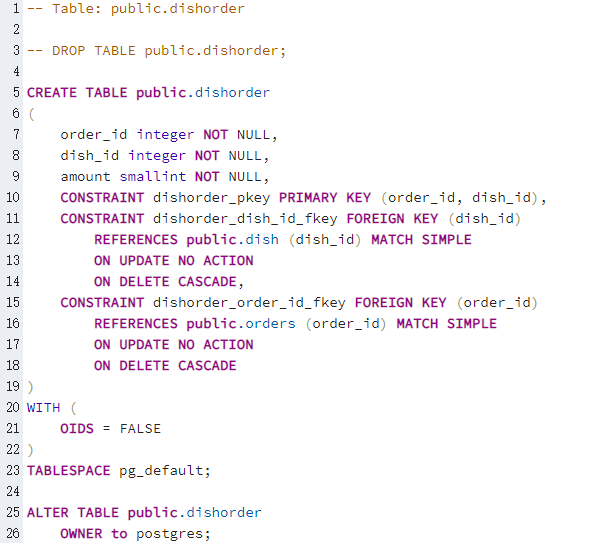 1 -- Table: public.dishorder
2
3 -- DROP TABLE public.dishorder;
4
5 CREATE TABLE public.dishorder
6 (
7     order_id integer NOT NULL,
8     dish_id integer NOT NULL,
9     amount smallint NOT NULL,
10     CONSTRAINT dishorder_pkey PRIMARY KEY (order_id, dish_id),
11     CONSTRAINT dishorder_dish_id_fkey FOREIGN KEY (dish_id)
12         REFERENCES public.dish (dish_id) MATCH SIMPLE
13         ON UPDATE NO ACTION
14         ON DELETE CASCADE,
15     CONSTRAINT dishorder_order_id_fkey FOREIGN KEY (order_id)
16         REFERENCES public.orders (order_id) MATCH SIMPLE
17         ON UPDATE NO ACTION
18         ON DELETE CASCADE
19 )
20 WITH (
21     OIDS = FALSE
22 )
23 TABLESPACE pg_default;
24
25 ALTER TABLE public.dishorder
26     OWNER to postgres;